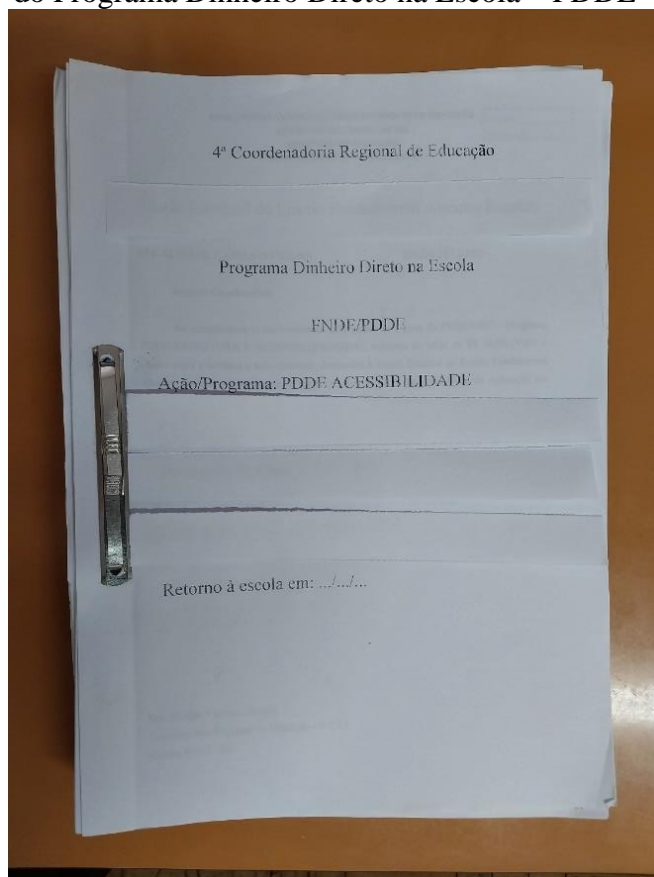 do Programa Dinheiro Direto na Escola – PDDE
4ª Coordenadoria Regional de Educação
Programa Dinheiro Direto na Escola
FNDE/PDDE
Ação/Programa: PDDE ACESSIBILIDADE
Retorno à escola em: .../.../...